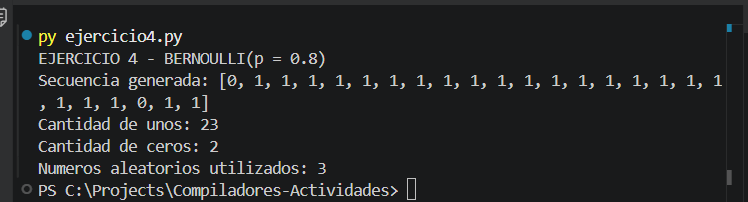 py ejercicio4.py
EJERCICIO 4 - BERNOULLI(p = 0.8)
Secuencia generada: [0, 1, 1, 1, 1, 1, 1, 1, 1, 1, 1, 1, 1, 1, 1, 1, 1, 1, 1
, 1, 1, 1, 0, 1, 1]
Cantidad de unos: 23
Cantidad de ceros: 2
Numeros aleatorios utilizados: 3
PS C:\Projects\Compiladores-Actividades>